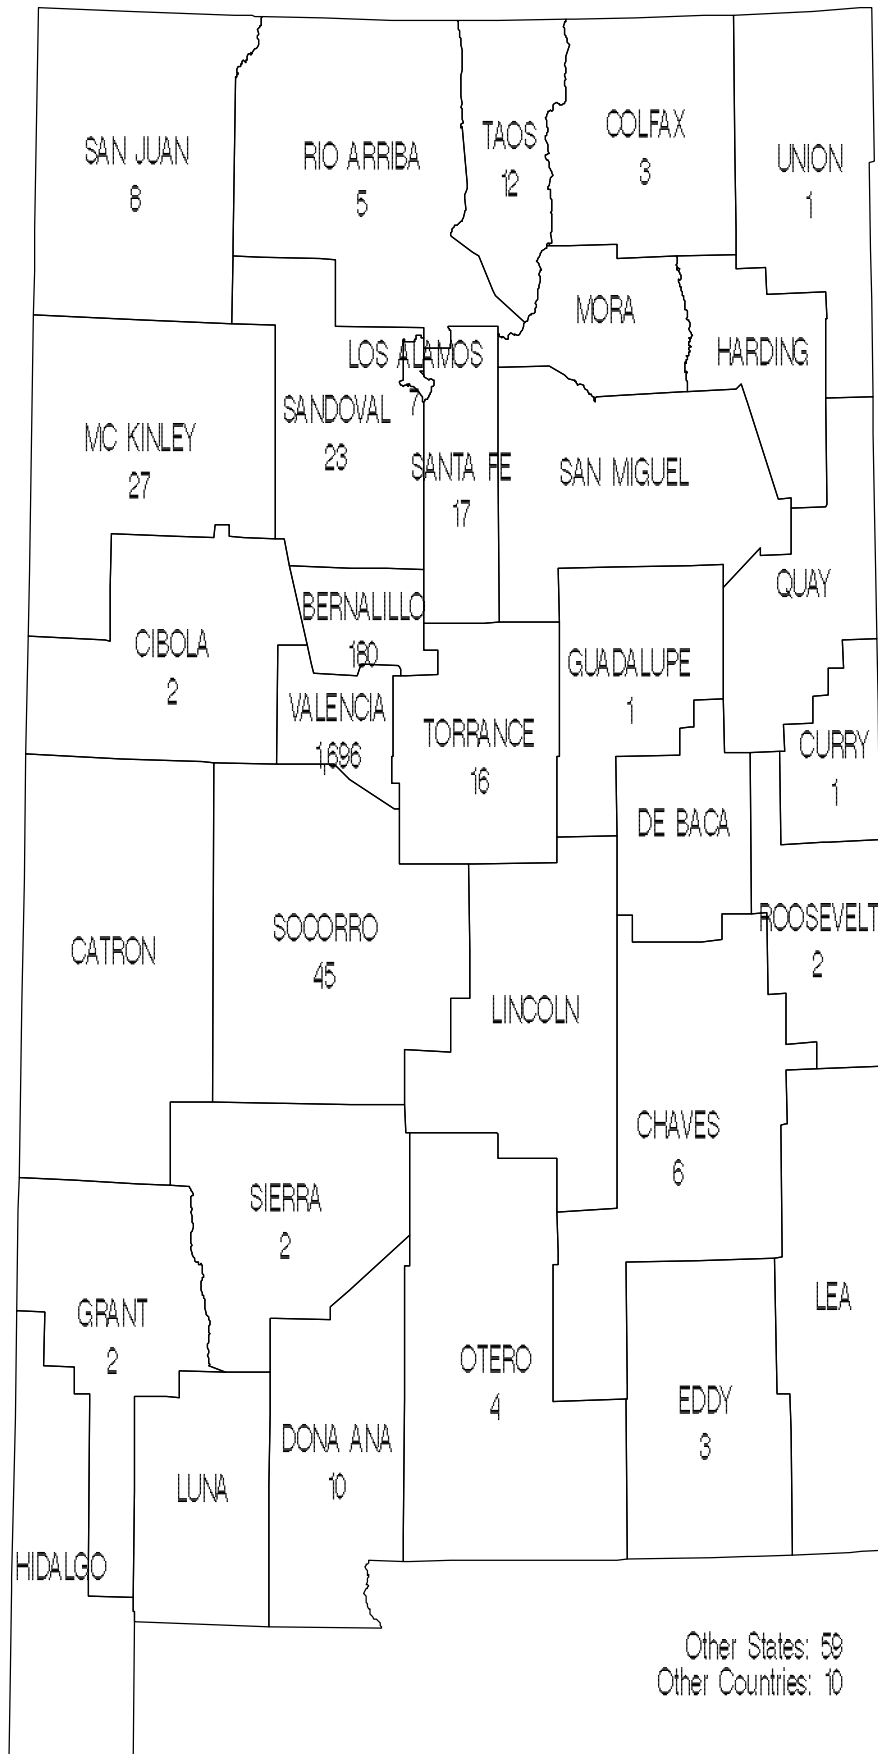 SAN JUAN
8
RIO ARRIBA
5
TAOS
12
COLFAX
3
UNION
1
MORA
HARDING
LOS ALAMOS
7
SANDOVAL
23
MC KINLEY
27
SANTA FE
17
SAN MIGUEL
QUAY
BERNALILLO
180
CIBOLA
2
GUADALUPE
1
VALENCIA
1,696
TORRANCE
16
CURRY
1
DE BACA
ROOSEVELT
2
SOCORRO
45
CATRON
LINCOLN
CHAVES
6
SIERRA
2
LEA
GRANT
2
OTERO
4
EDDY
3
DONA ANA
10
LUNA
HIDALGO
Other States: 59
Other Countries: 10